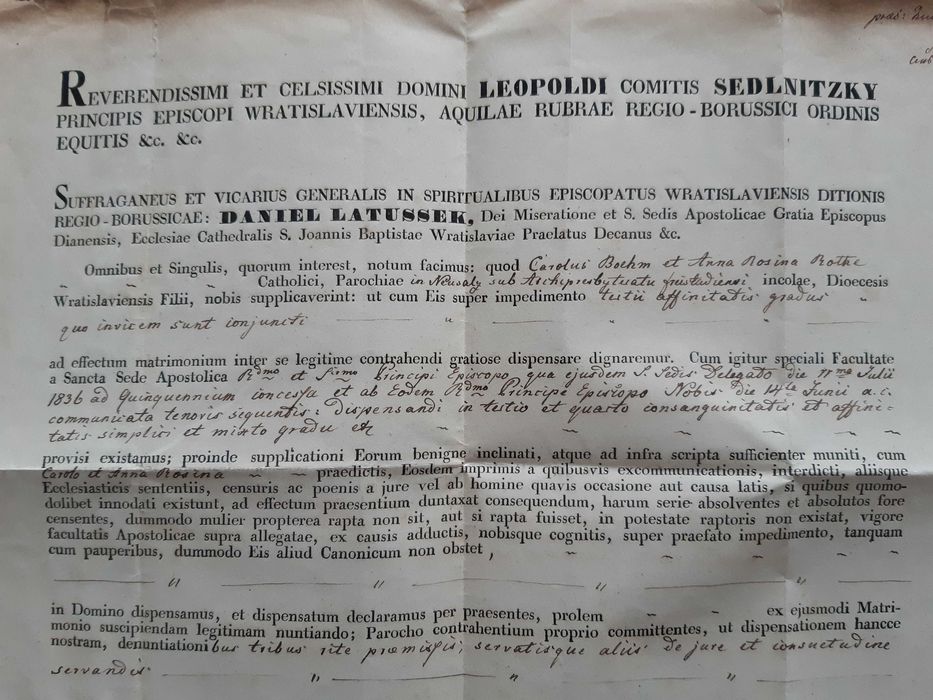 praes:
REVERENDISSIMI ET CELSISSIMI DOMINI LEOPOLDI COMITIS SEDLNITZKY
PRINCIPIS EPISCOPI WRATISLAVIENSIS, AQUILAE RUBRAE REGIO-BORUSSICI ORDINIS
EQUITIS &c. &c.
SUFFRAGANEUS ET VICARIUS GENERALIS IN SPIRITUALIBUS EPISCOPATUS WRATISLAVIENSIS DITIONIS
REGIO-BORUSSICAE: DANIEL LATUSSEK, Dei Miseratione et S. Sedis Apostolicae Gratia Episcopus
Dianensis, Ecclesiae Cathedralis S. Joannis Baptistae Wratislaviae Praelatus Decanus &c.
Omnibus et Singulis, quorum interest, notum facimus: quod Carolus Boehm et Anna Rosina Rothe
Catholici, Parochiae in Neusalz sub Archipresbyteratu freistadiensi incolae, Dioecesis
Wratislaviensis Filii, nobis supplicaverint: ut cum Eis super impedimento tertii affinitatis gradus
quo invicem sunt conjuncti
ad effectum matrimonium inter se legitime contrahendi gratiose dispensare dignaremur. Cum igitur speciali Facultate
a Sancta Sede Apostolica Rdmo et Principi Episcopo, qua ejusdem S. Sedis Delegato die 11ma Julii
1836 ad Quinquennium concessa et ab Eodem Rdmo Principe Episcopo Nobis die 14ta Junii a.c.
communicata tenoris sequentis: dispensandi in tertio et quarto consanguinitatis et affini-
tatis simplici et mixto gradu
provisi existamus; proinde supplicationi Eorum benigne inclinati, atque ad infra scripta sufficienter muniti, cum
Carolo et Anna Rosina praedictis, Eosdem imprimis a quibusvis excommunicationis, interdicti, aliisque
Ecclesiasticis sententiis, censuris ac poenis a jure vel ab homine quavis occasione aut causa latis, si quibus quomo-
dolibet innodati existunt, ad effectum praesentium duntaxat consequendum, harum serie absolventes et absolutos fore
censentes, dummodo mulier propterea rapta non sit, aut si rapta fuisset, in potestate raptoris non existat, vigore
facultatis Apostolicae supra allegatae, ex causis adductis, nobisque cognitis, super praefato impedimento, tanquam
cum pauperibus, dummodo Eis aliud Canonicum non obstet,
in Domino dispensamus, et dispensatum declaramus per praesentes, prolem ex ejusmodi Matri-
monio suscipiendam legitimam nuntiando; Parocho contrahentium proprio committentes, ut dispensationem hancce
nostram, denuntiationibus tribus rite praemissis, servatisque aliis de jure et consuetudine
servandis